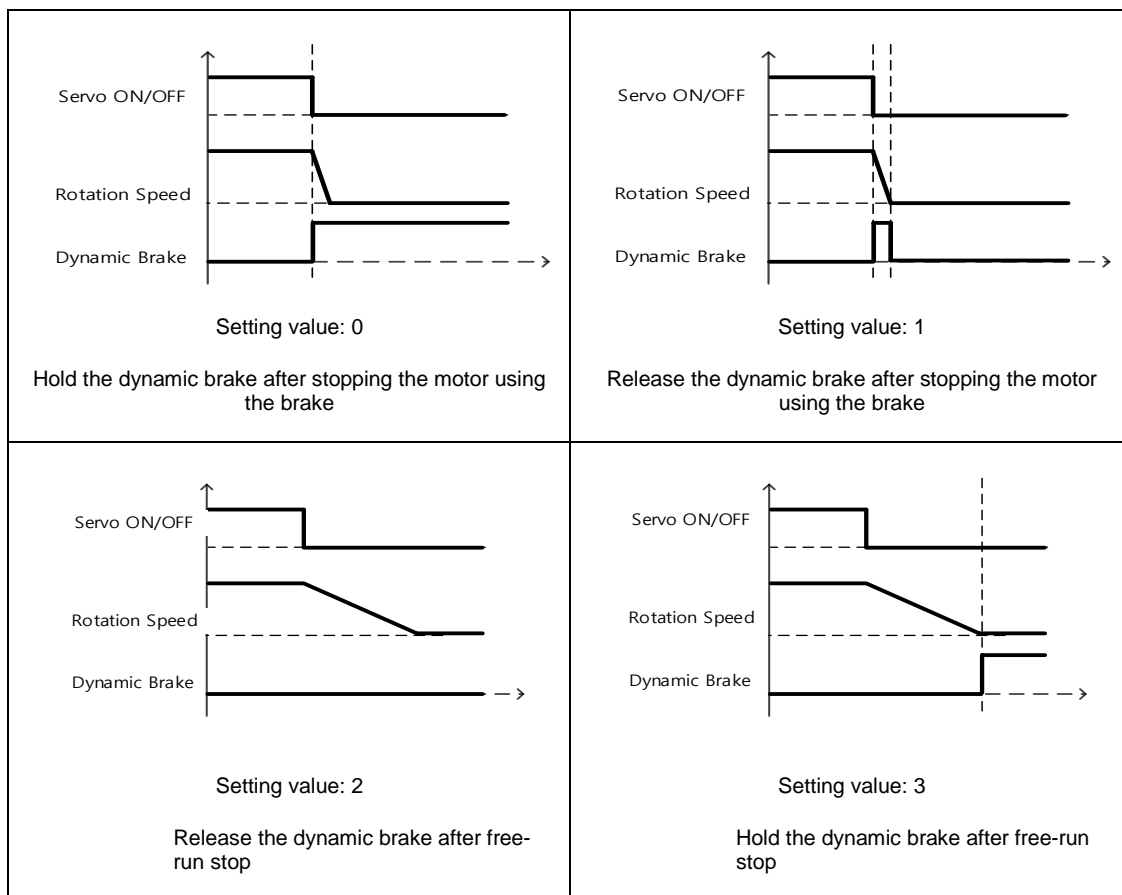 Servo ON/OFF
Rotation Speed
Dynamic Brake
Setting value: 0
Hold the dynamic brake after stopping the motor using
the brake
Servo ON/OFF
Rotation Speed
Dynamic Brake
Setting value: 1
Release the dynamic brake after stopping the motor
using the brake
Servo ON/OFF
Rotation Speed
Dynamic Brake
Setting value: 2
Release the dynamic brake after free-
run stop
Servo ON/OFF
Rotation Speed
Dynamic Brake
Setting value: 3
Hold the dynamic brake after free-run
stop